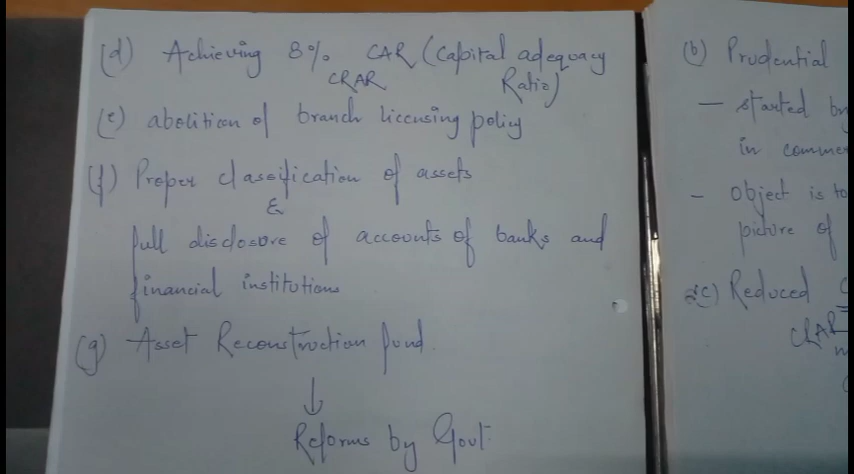 (d) Achieving 8% CAR (Capital adequacy
CRAR Ratio)
(e) abolition of branch licensing policy
(f) Proper classification of assets
&
full disclosure of accounts of banks and
financial institutions
(g) Asset Reconstruction fund.
↓
Reforms by Govt.
(b) Prudential
— started
in
- object is to
picture of
(c) Reduced
CRAR